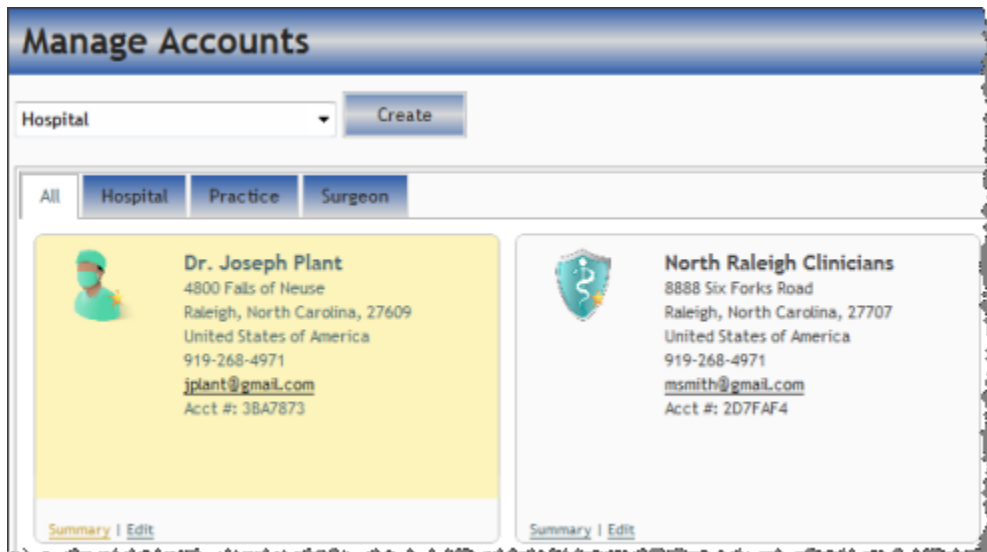 Manage Accounts
Hospital
Create
All Hospital Practice Surgeon
Dr. Joseph Plant
4800 Falls of Neuse
Raleigh, North Carolina, 27609
United States of America
919-268-4971
jplant@gmail.com
Acct #: 3BA7873
Summary | Edit
North Raleigh Clinicians
8888 Six Forks Road
Raleigh, North Carolina, 27707
United States of America
919-268-4971
msmith@gmail.com
Acct #: 2D7FAF4
Summary | Edit